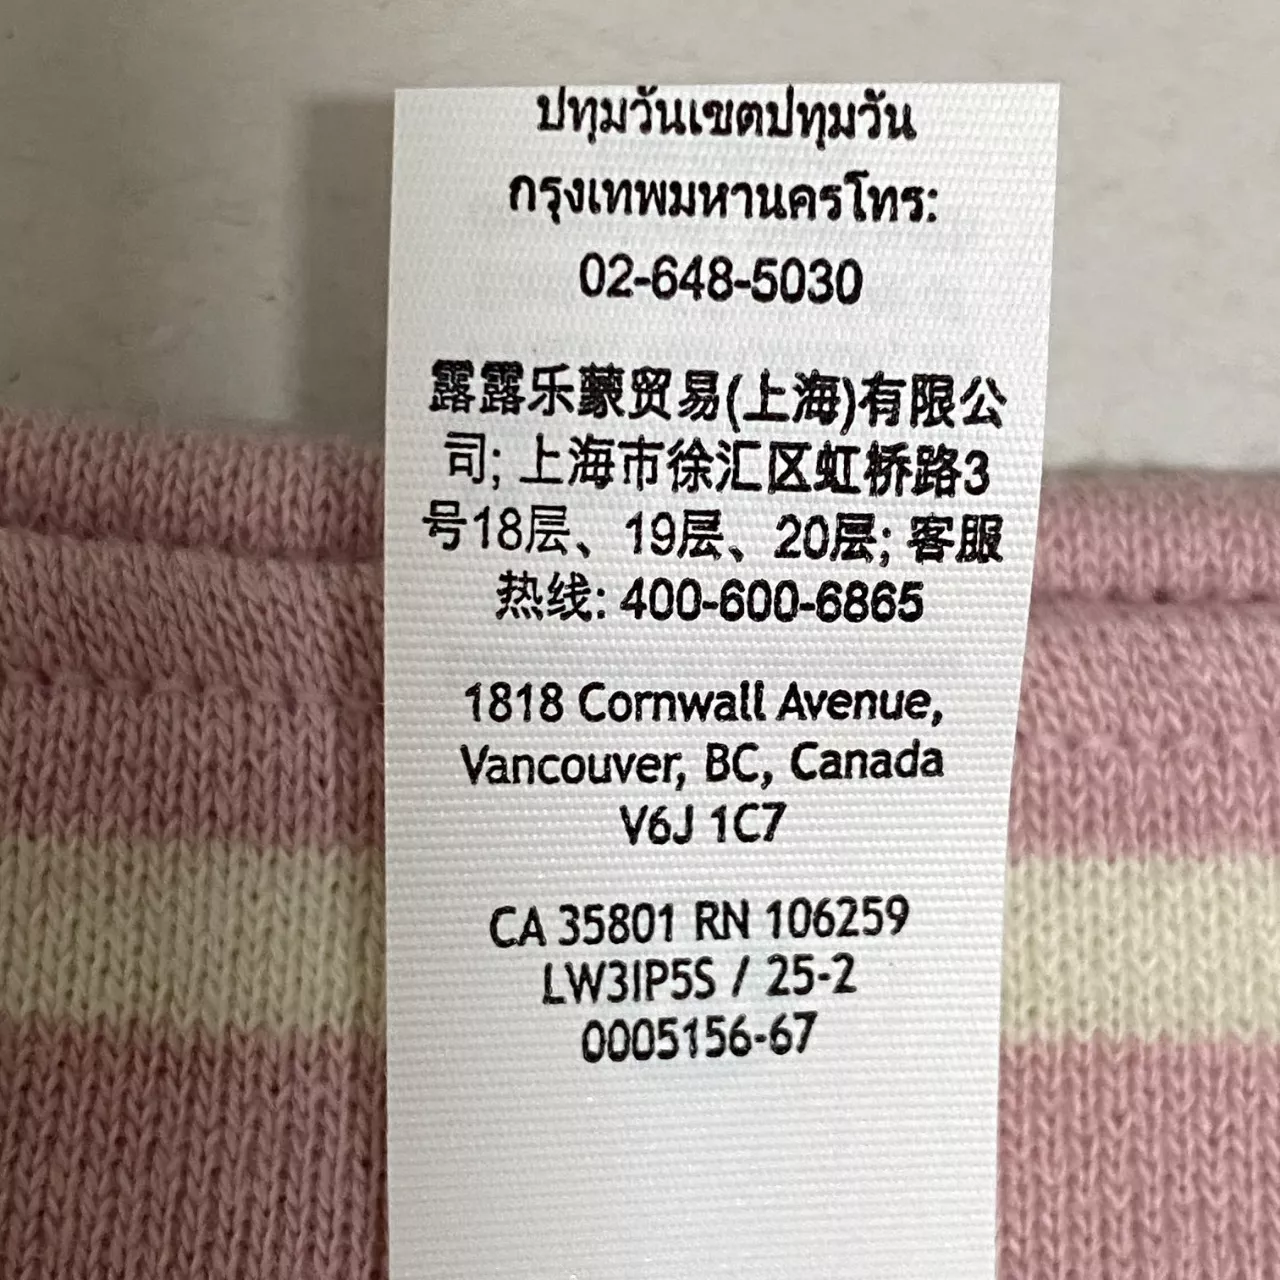 ปทุมวันเขตปทุมวัน
กรุงเทพมหานครโทร:
02-648-5030
露露乐蒙贸易(上海)有限公
司; 上海市徐汇区虹桥路3
号18层、19层、20层; 客服
热线: 400-600-6865
1818 Cornwall Avenue,
Vancouver, BC, Canada
V6J 1C7
CA 35801 RN 106259
LW3IP5S / 25-2
0005156-67